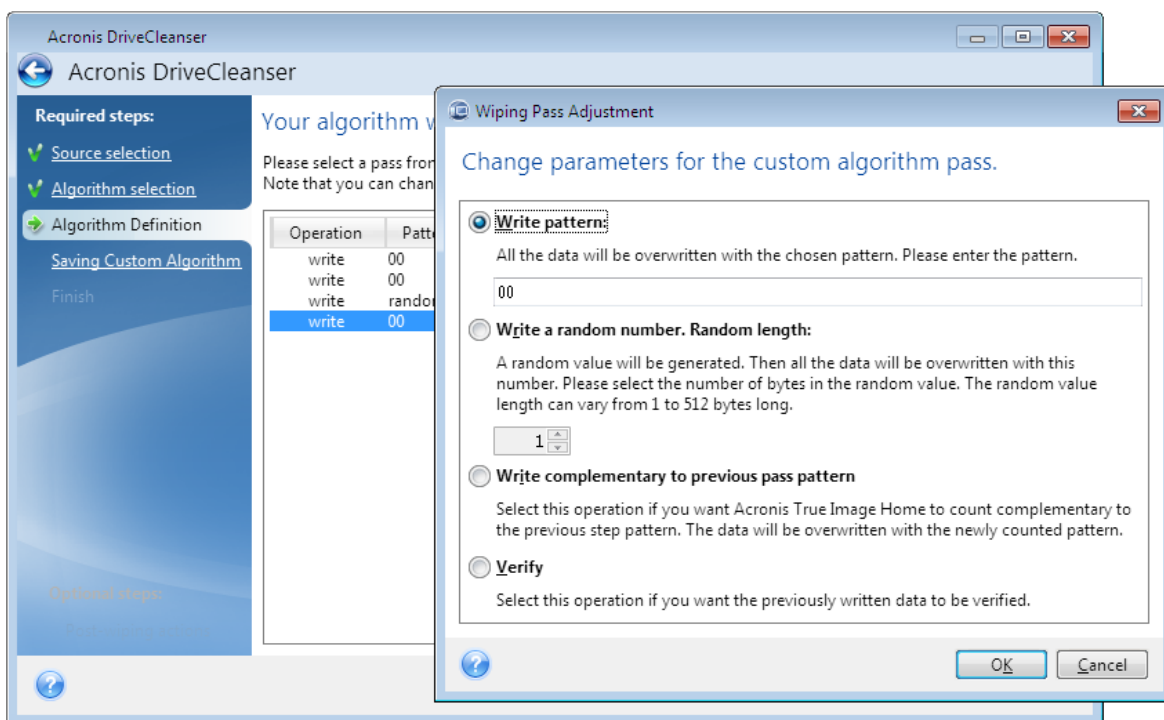 Acronis DriveCleanser
Acronis DriveCleanser
Required steps:
Source selection
Algorithm selection
Algorithm Definition
Saving Custom Algorithm
Finish
Optional steps:
Your algorithm
Please select a pass
Note that you can
Operation
write 00
write 00
write
write 00
Wiping Pass Adjustment
Change parameters for the custom algorithm pass.
Write pattern:
All the data will be overwritten with the chosen pattern. Please enter the pattern.
00
Write a random number. Random length:
A random value will be generated. Then all the data will be overwritten with this
number. Please select the number of bytes in the random value. The random value
length can vary from 1 to 512 bytes long.
1
Write complementary to previous pass pattern
Select this operation if you want Acronis True Image Home to count complementary to
the previous step pattern. The data will be overwritten with the newly counted pattern.
Verify
Select this operation if you want the previously written data to be verified.
OK
Cancel